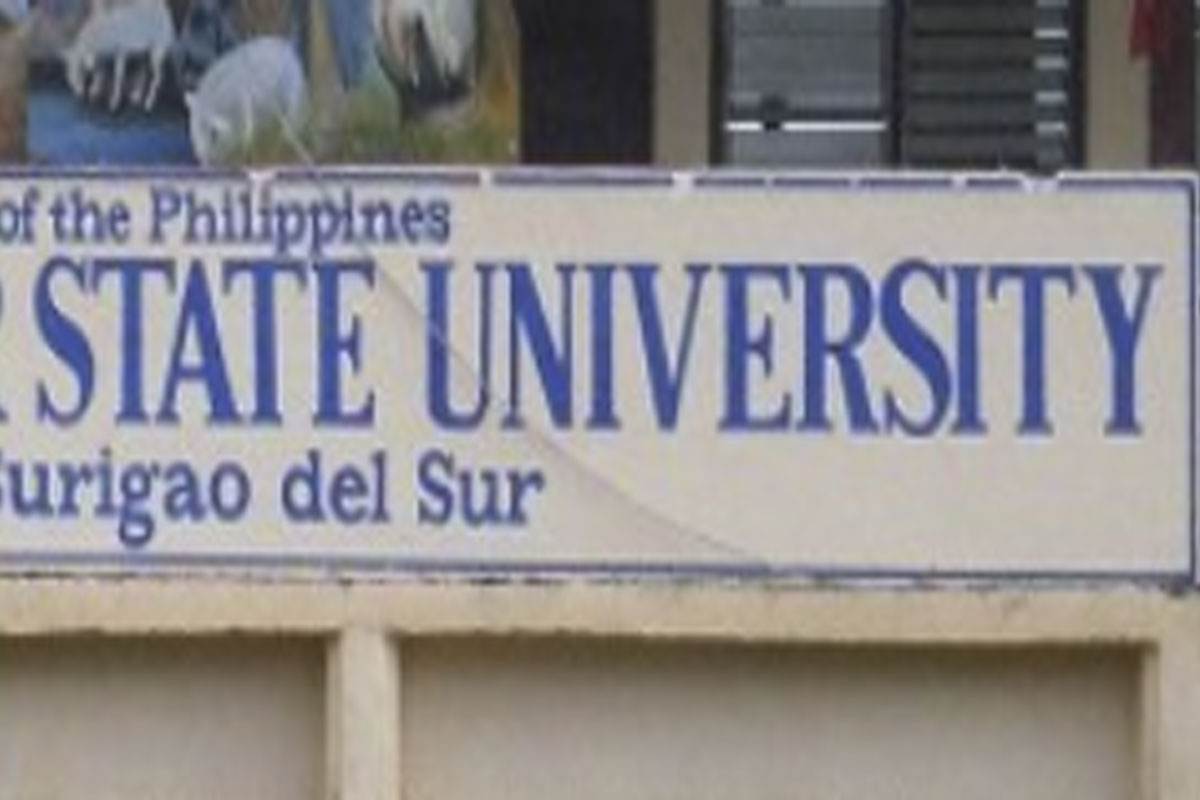 of the Philippines
STATE UNIVERSITY
Surigao del Sur